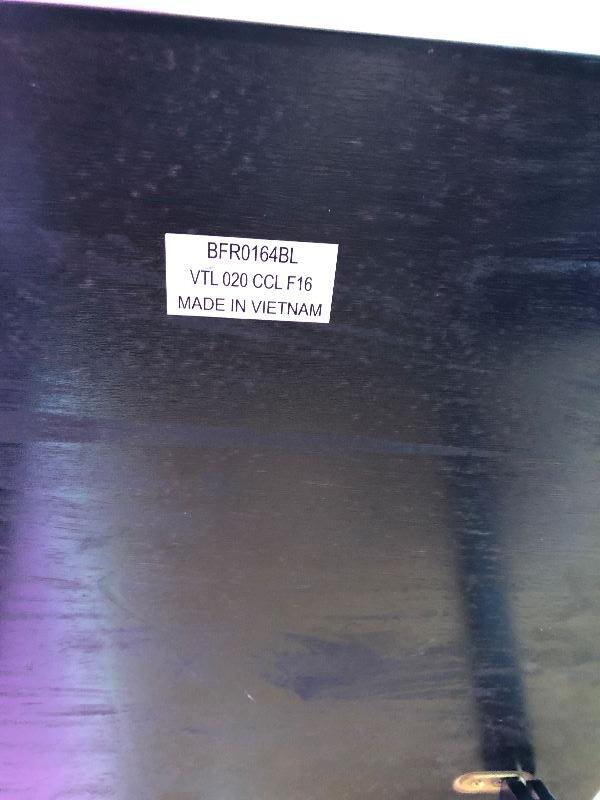 BFR0164BL
VTL 020 CCL F16
MADE IN VIETNAM